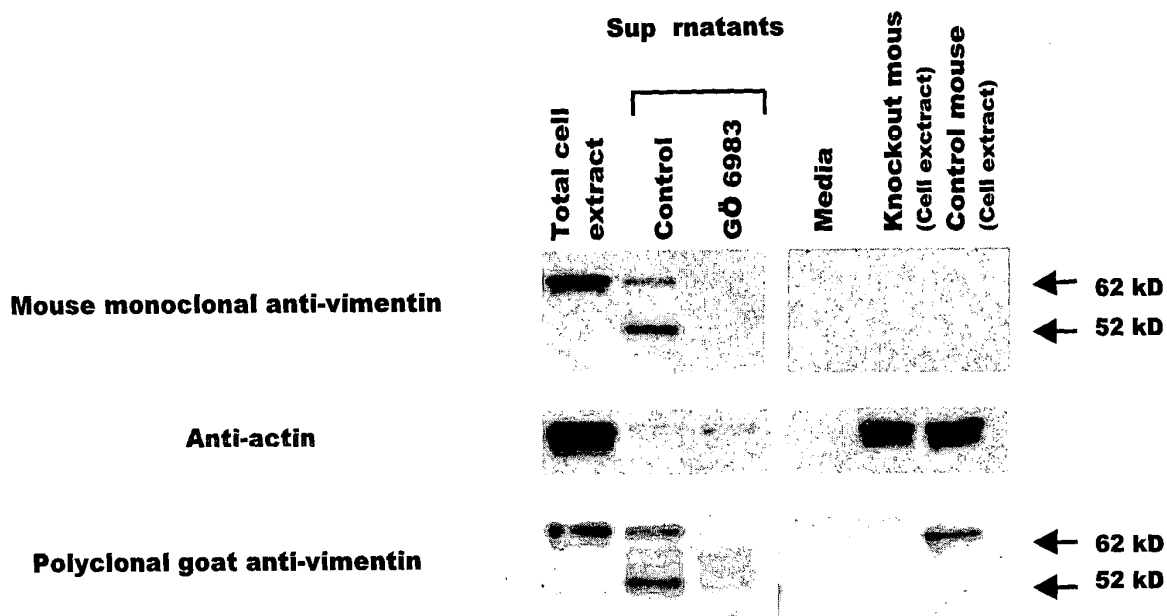 Sup rnatants
Total cell
extract
Control
GÖ 6983
Media
Knockout mous
(Cell exctract)
Control mouse
(Cell extract)
Mouse monoclonal anti-vimentin
62 kD
52 kD
Anti-actin
Polyclonal goat anti-vimentin
62 kD
52 kD